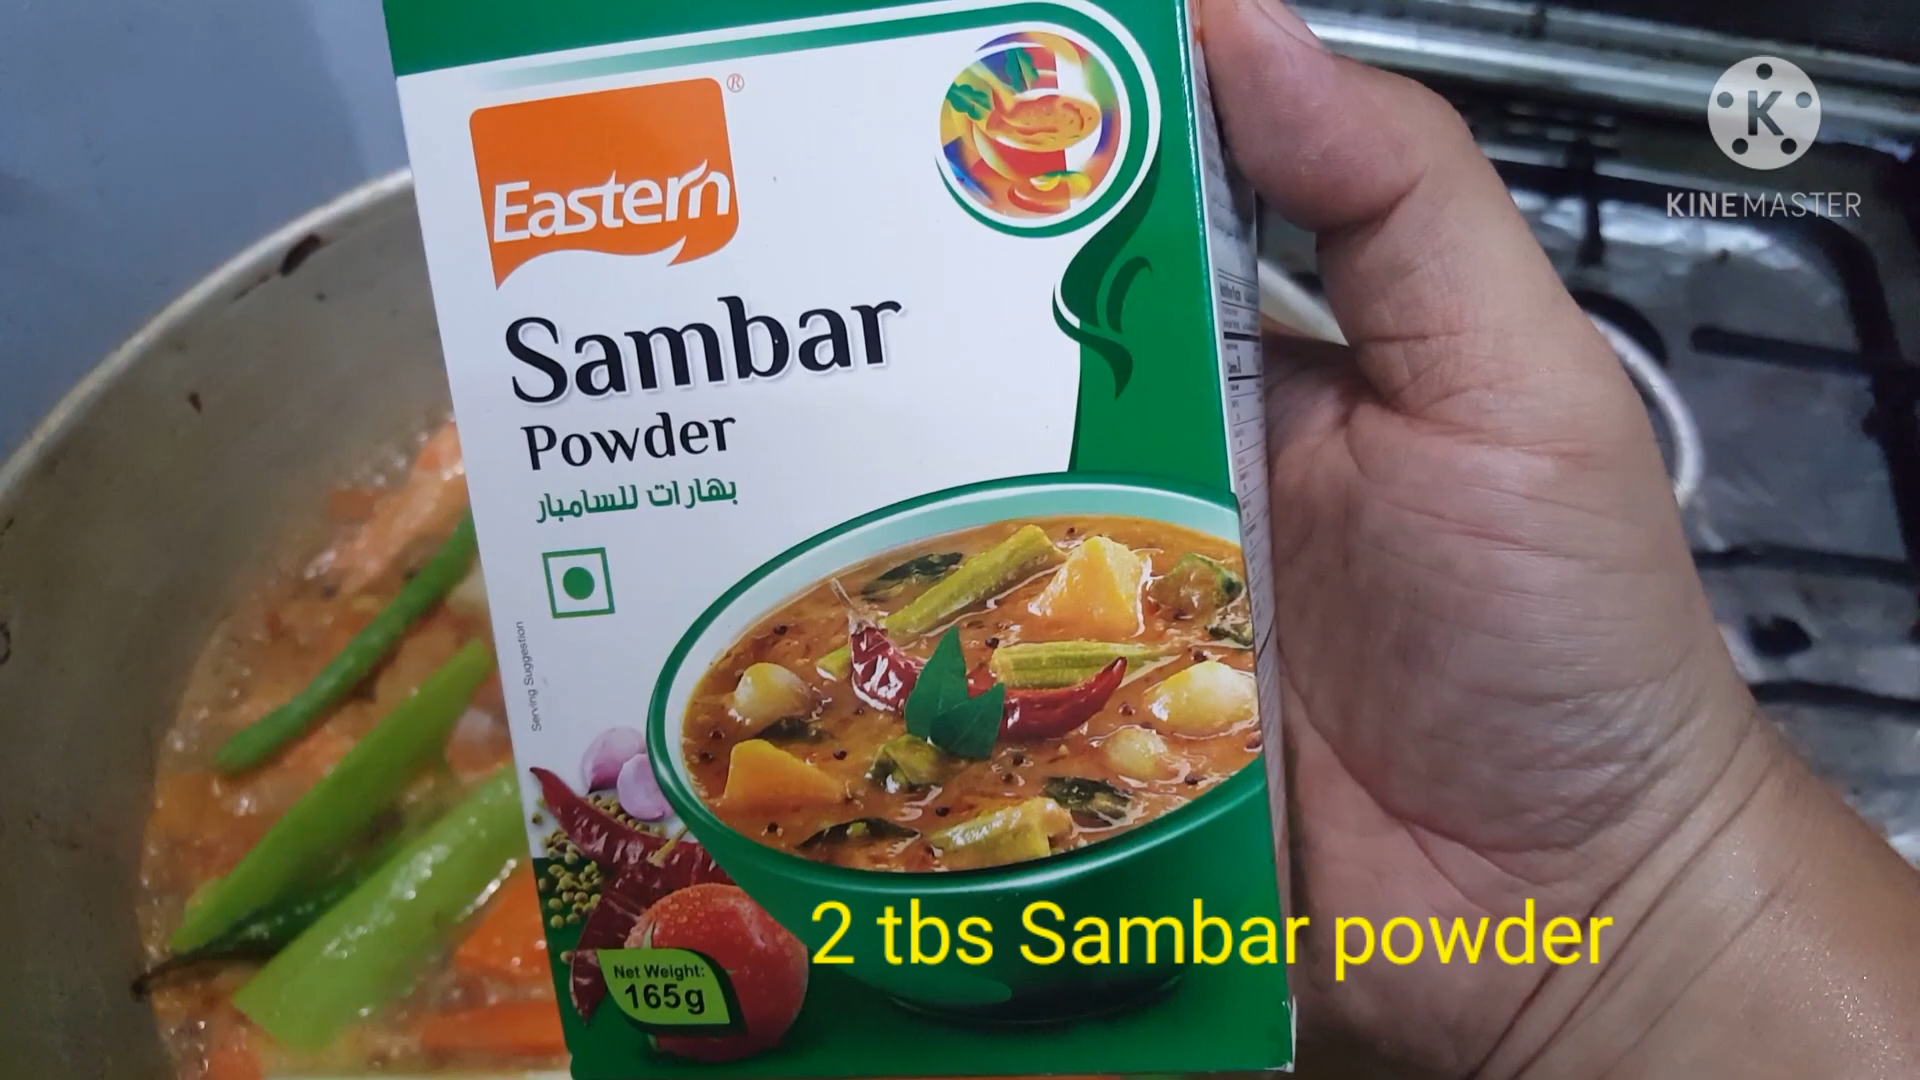 Eastern®
Sambar
Powder
بهارات للسامبار
Serving Suggestion
Net Weight:
165g
2 tbs Sambar powder
K
KINEMASTER